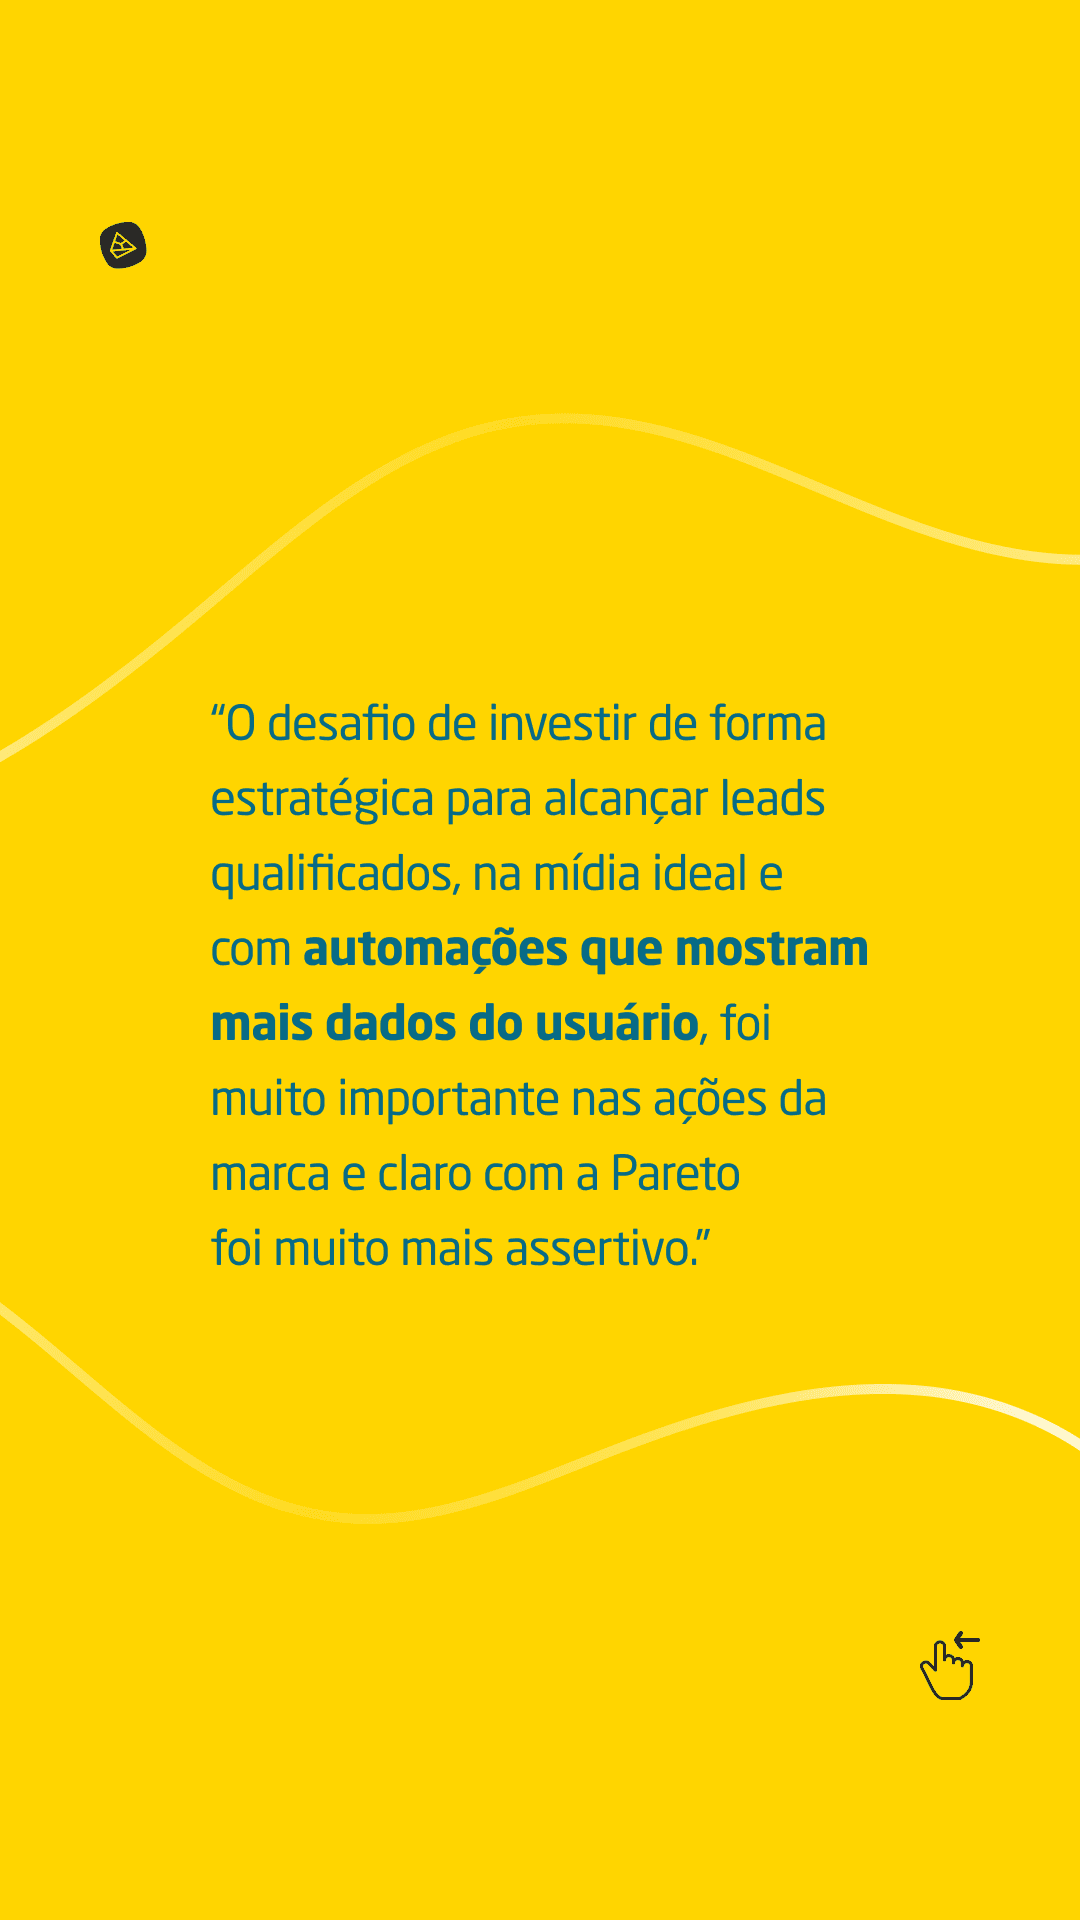 “O desafio de investir de forma
estratégica para alcançar leads
qualificados, na mídia ideal e
com automações que mostram
mais dados do usuário, foi
muito importante nas ações da
marca e claro com a Pareto
foi muito mais assertivo.”